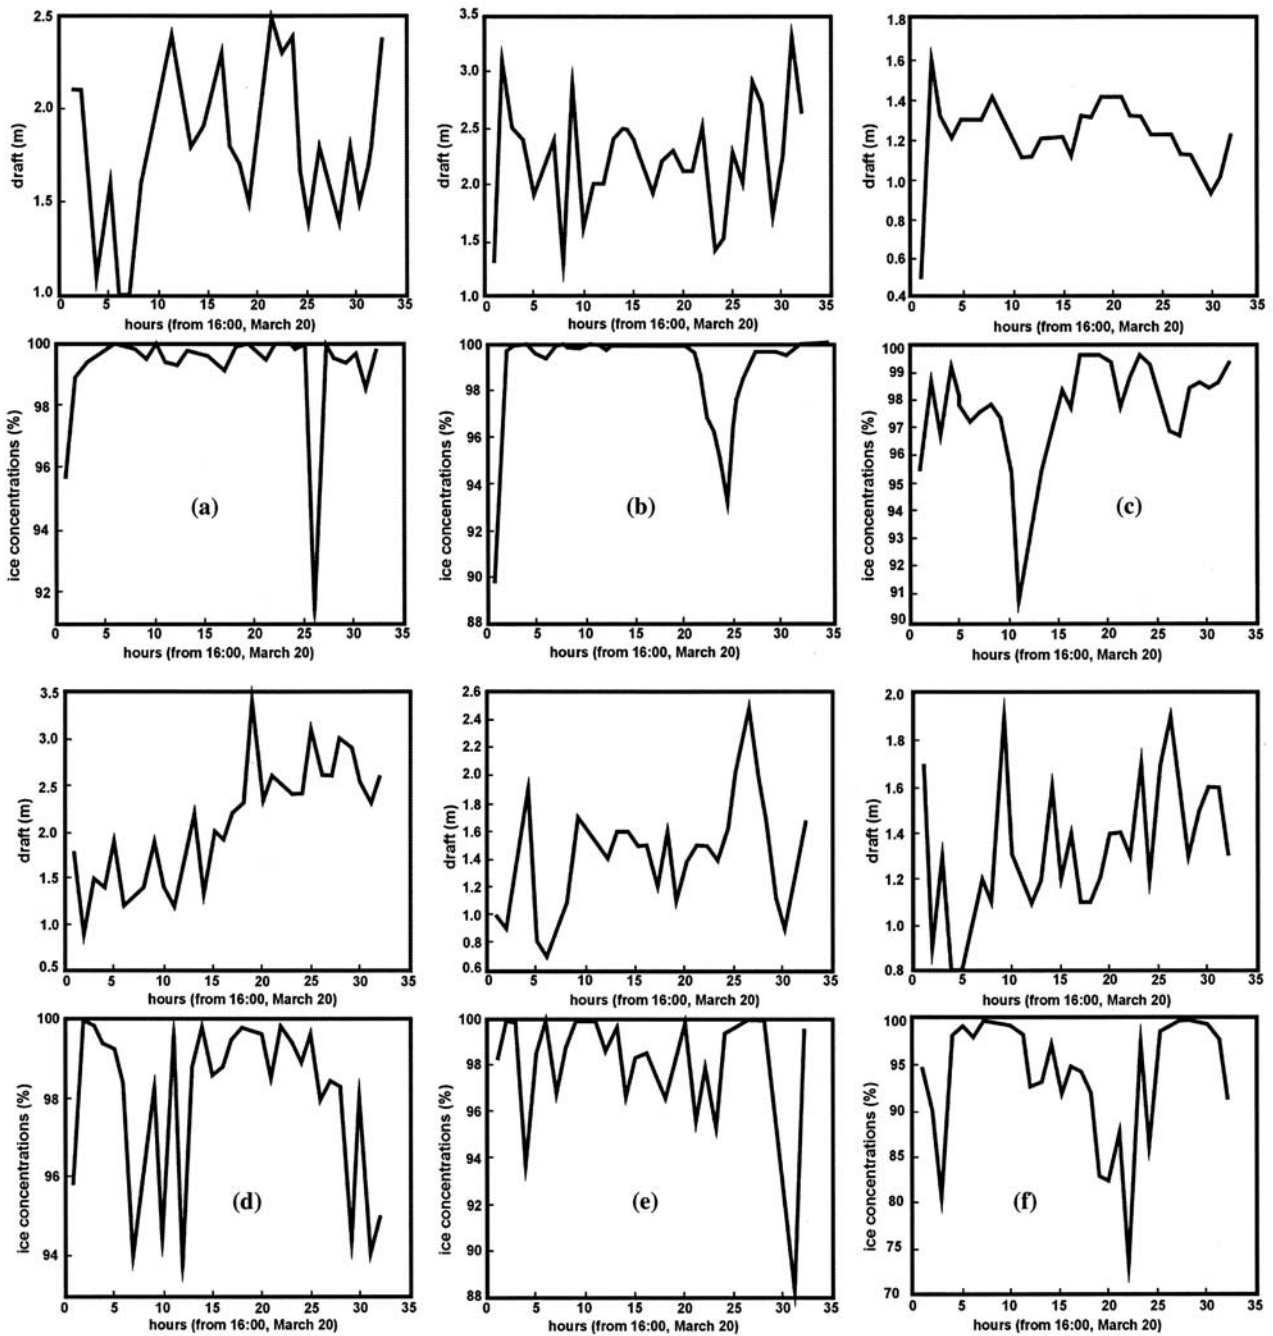 2.5
2.0
1.5
1.0
draft (m)
0 5 10 15 20 25 30 35
hours (from 16:00, March 20)
3.5
3.0
2.5
2.0
1.5
1.0
draft (m)
0 5 10 15 20 25 30 35
hours (from 16:00, March 20)
1.8
1.6
1.4
1.2
1.0
0.8
0.6
0.4
draft (m)
0 5 10 15 20 25 30 35
hours (from 16:00, March 20)
100
98
96
94
92
ice concentrations (%)
(a)
0 5 10 15 20 25 30 35
hours (from 16:00, March 20)
100
98
96
94
92
90
88
ice concentrations (%)
(b)
0 5 10 15 20 25 30 35
hours (from 16:00, March 20)
100
99
98
97
96
95
94
93
92
91
90
ice concentrations (%)
(c)
0 5 10 15 20 25 30 35
hours (from 16:00, March 20)
3.5
3.0
2.5
2.0
1.5
1.0
0.5
draft (m)
0 5 10 15 20 25 30 35
hours (from 16:00, March 20)
2.6
2.4
2.2
2.0
1.8
1.6
1.4
1.2
1.0
0.8
0.6
draft (m)
0 5 10 15 20 25 30 35
hours (from 16:00, March 20)
2.0
1.8
1.6
1.4
1.2
1.0
0.8
draft (m)
0 5 10 15 20 25 30 35
hours (from 16:00, March 20)
100
98
96
94
ice concentrations (%)
(d)
0 5 10 15 20 25 30 35
hours (from 16:00, March 20)
100
98
96
94
92
90
88
ice concentrations (%)
(e)
0 5 10 15 20 25 30 35
hours (from 16:00, March 20)
100
95
90
85
80
75
70
ice concentrations (%)
(f)
0 5 10 15 20 25 30 35
hours (from 16:00, March 20)